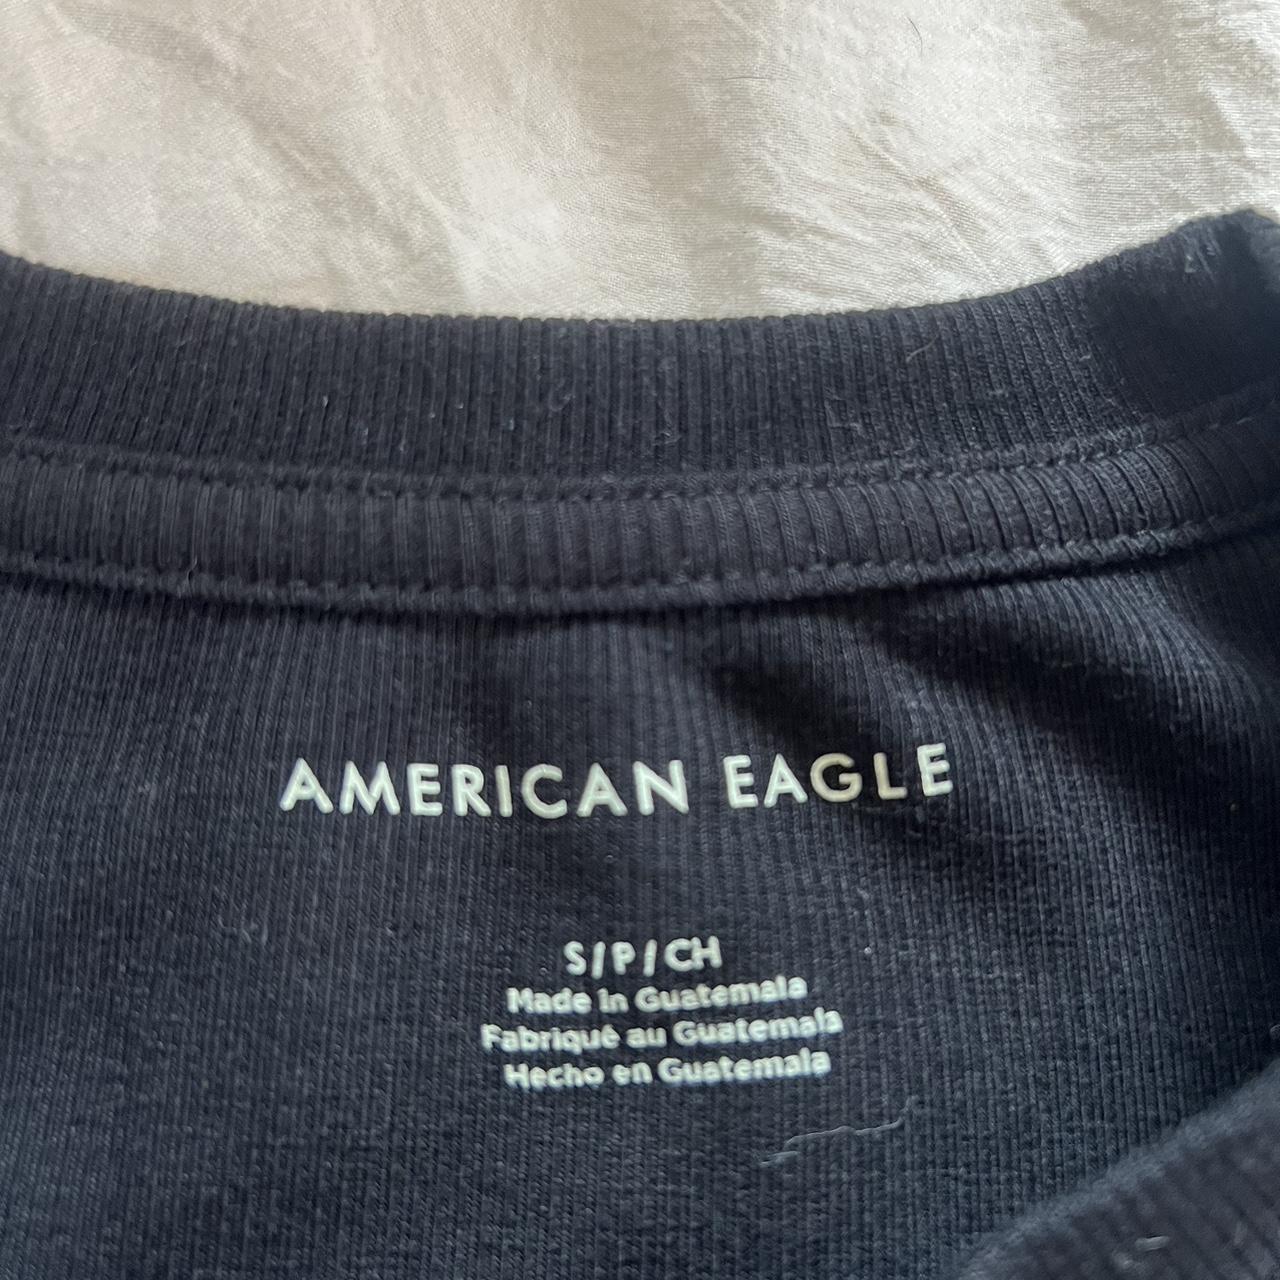 AMERICAN EAGLE
S/P/CH
Made in Guatemala
Fabriqué au Guatemala
Hecho en Guatemala